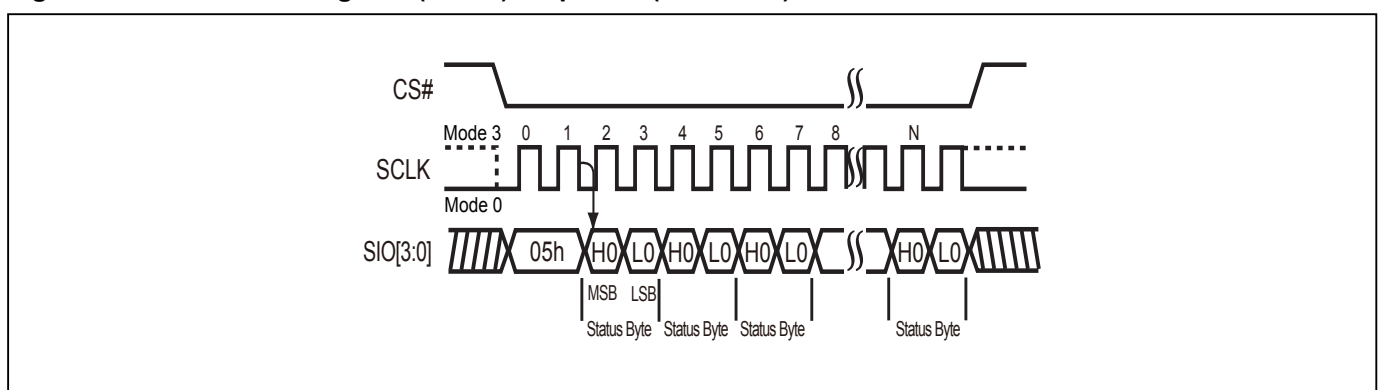 CS#
Mode 3 0 1 2 3 4 5 6 7 8 N
SCLK
Mode 0
SIO[3:0] 05h H0 L0 H0 L0 H0 L0 H0 L0
MSB LSB
Status Byte Status Byte Status Byte Status Byte